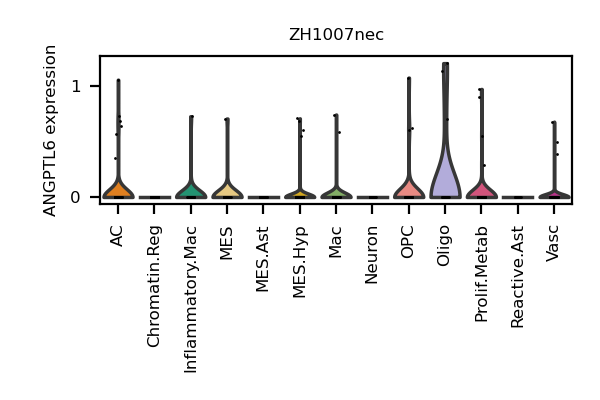 ZH1007nec
ANGPTL6 expression
1
0
AC
Chromatin.Reg
Inflammatory.Mac
MES
MES.Ast
MES.Hyp
Mac
Neuron
OPC
Oligo
Prolif.Metab
Reactive.Ast
Vasc